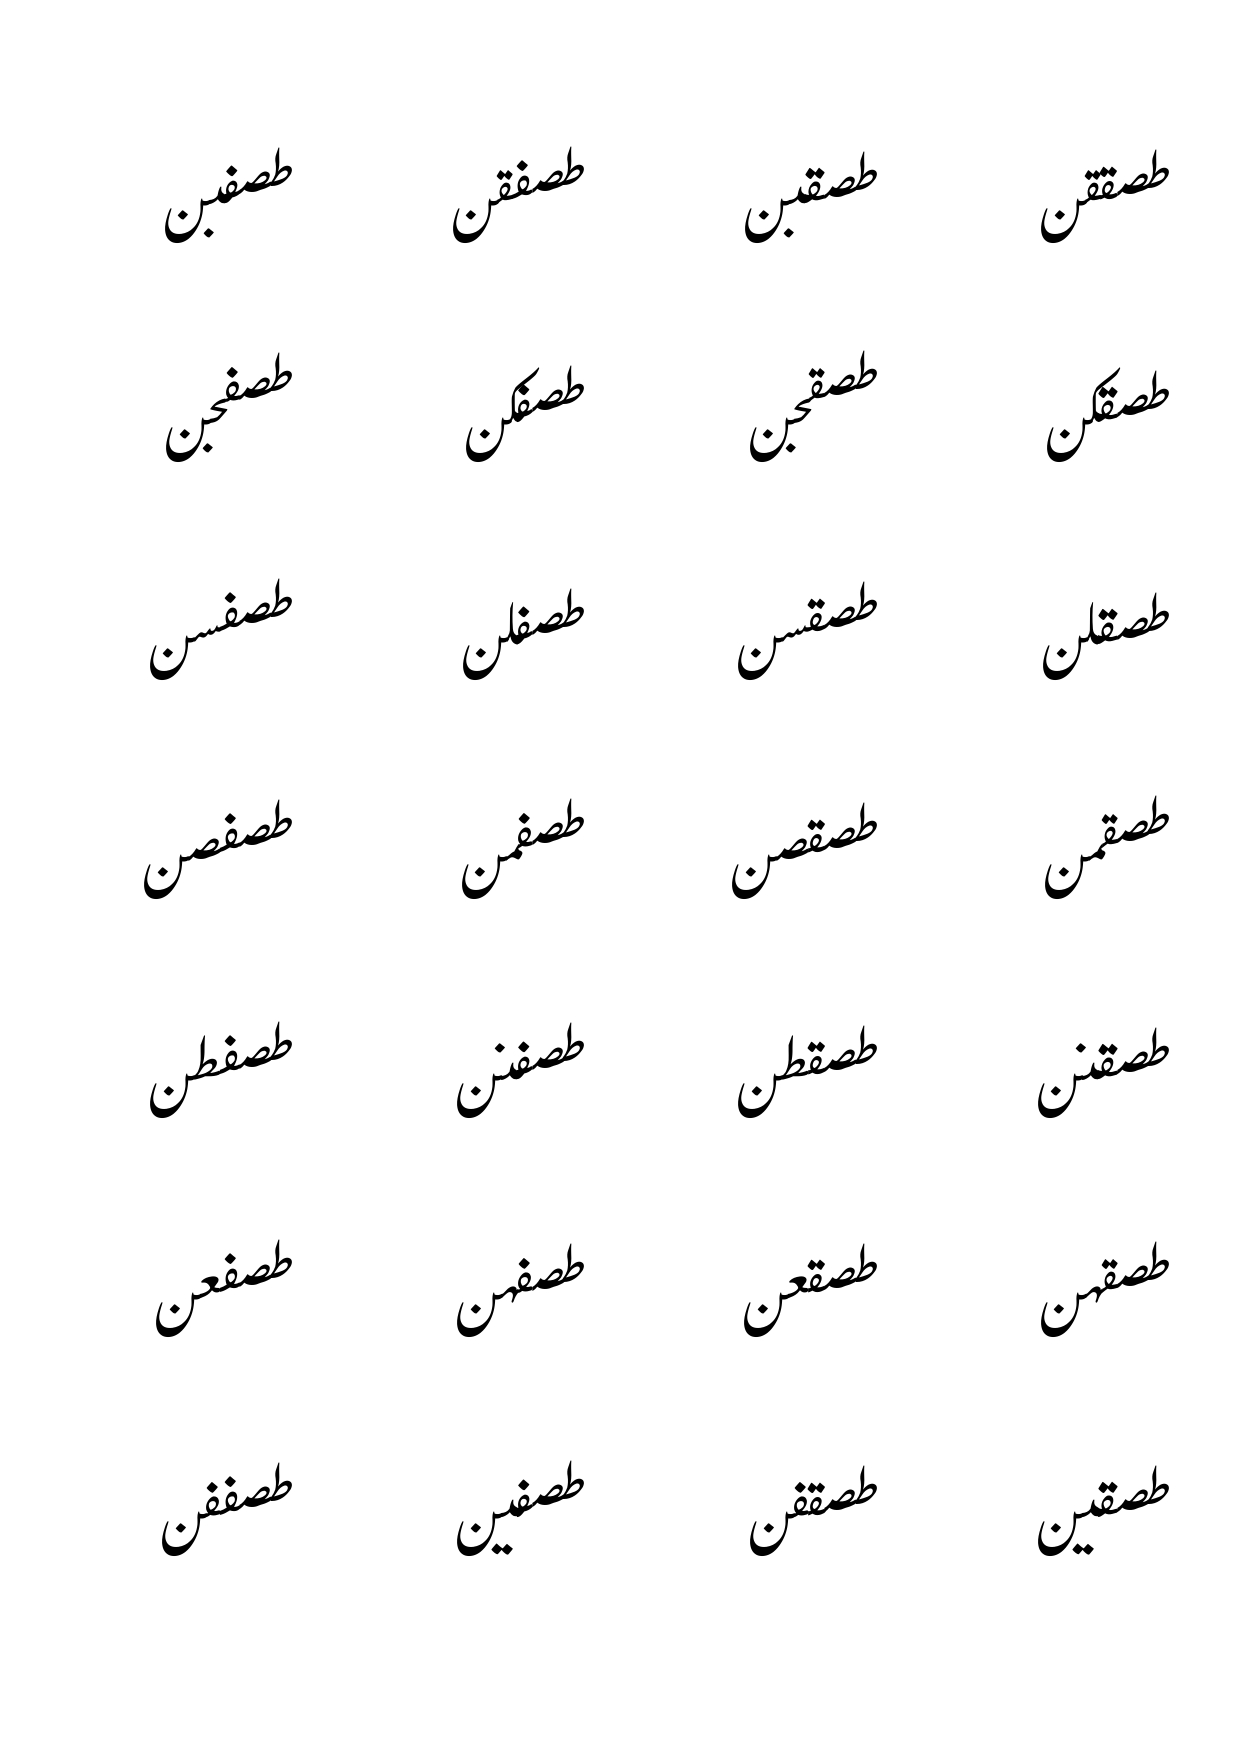 طصققن طصقبن طصفقن طصفبن
طصقکن طصقجن طصفکن طصفجن
طصقلن طصقسن طصفلن طصفسن
طصقمن طصقصن طصفمن طصفصن
طصقنن طصقطن طصفنن طصفطن
طصقهن طصقعن طصفهن طصفعن
طصقین طصقفن طصفین طصففن